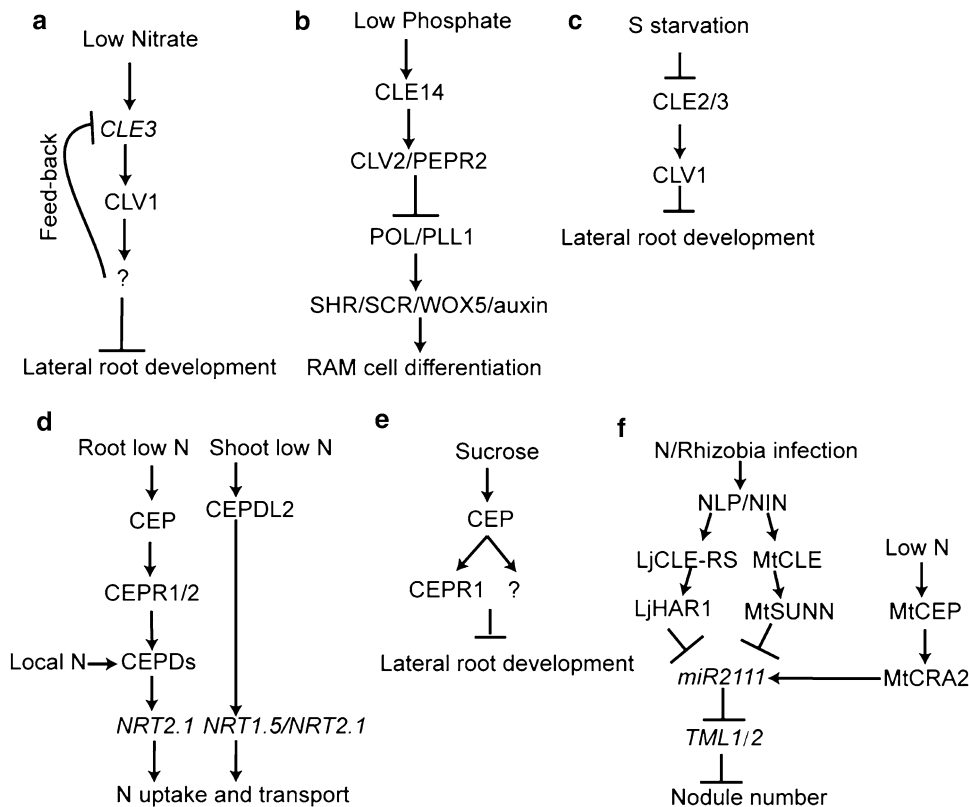 a
Low Nitrate
CLE3
Feed-back
CLV1
?
Lateral root development
b
Low Phosphate
CLE14
CLV2/PEPR2
POL/PLL1
SHR/SCR/WOX5/auxin
RAM cell differentiation
c
S starvation
CLE2/3
CLV1
Lateral root development
d
Root low N Shoot low N
CEP CEPDL2
CEPR1/2
Local N CEPDs
NRT2.1 NRT1.5/NRT2.1
N uptake and transport
e
Sucrose
CEP
CEPR1 ?
Lateral root development
f
N/Rhizobia infection
NLP/NIN
LjCLE-RS MtCLE
LjHAR1 MtSUNN
Low N
MtCEP
miR2111 MtCRA2
TML1/2
Nodule number